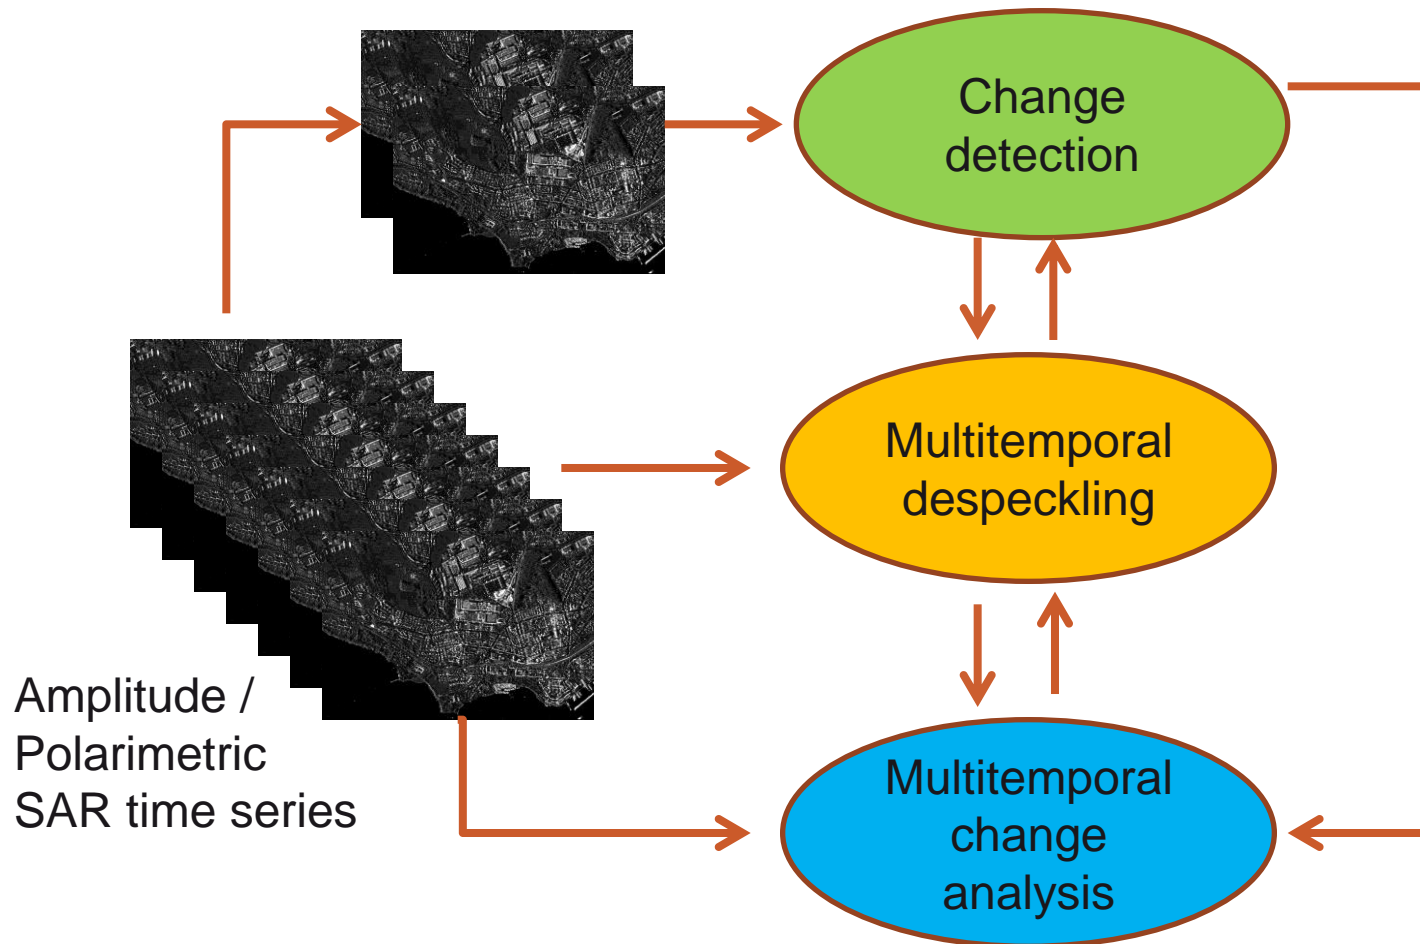 Change
detection
Multitemporal
despeckling
Amplitude /
Polarimetric
SAR time series
Multitemporal
change
analysis